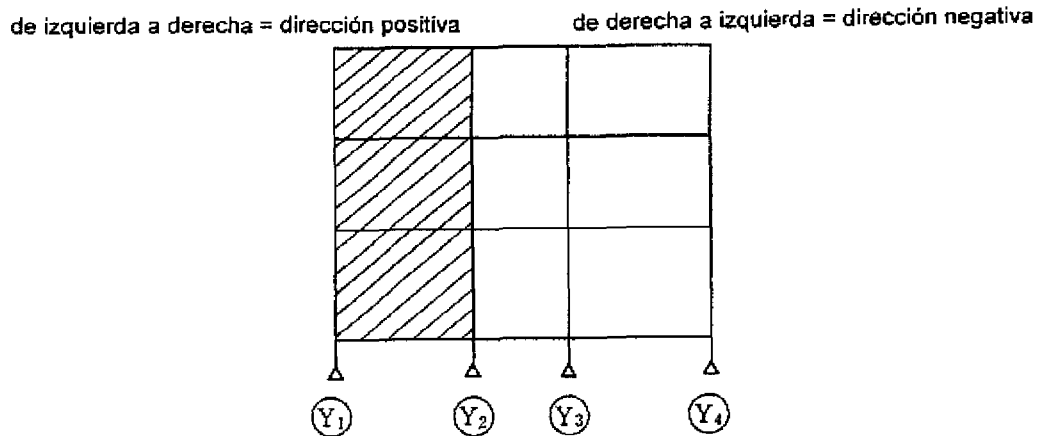 de izquierda a derecha = dirección positiva
de derecha a izquierda = dirección negativa
Y₁ Y₂ Y₃ Y₄